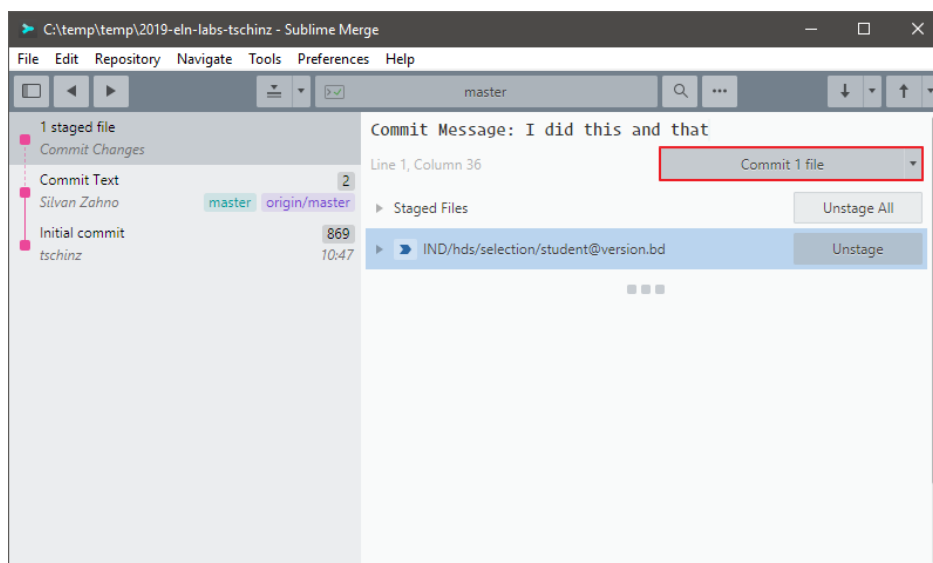 C:\temp\temp\2019-eln-labs-tschinz - Sublime Merge
File Edit Repository Navigate Tools Preferences Help
master
1 staged file
Commit Changes
Commit Text 2
Silvan Zahno master origin/master
Initial commit 869
tschinz 10:47
Commit Message: I did this and that
Line 1, Column 36
Commit 1 file
Staged Files
Unstage All
IND/hds/selection/student@version.bd
Unstage